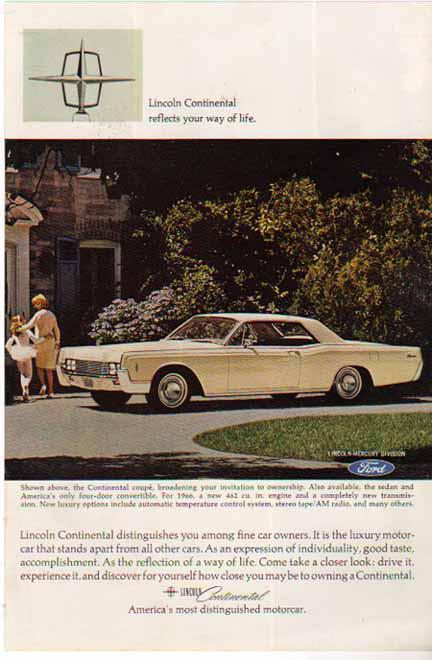 Lincoln Continental
reflects your way of life.
LINCOLN-MERCURY DIVISION
Ford
Shown above, the Continental coupé, broadening your invitation to ownership. Also available, the sedan and
America's only four-door convertible. For 1966, a new 462 cu. in. engine and a completely new transmis-
sion. New luxury options include automatic temperature control system, stereo tape/AM radio, and many others.
Lincoln Continental distinguishes you among fine car owners. It is the luxury motor-
car that stands apart from all other cars. As an expression of individuality, good taste,
accomplishment. As the reflection of a way of life. Come take a closer look: drive it,
experience it, and discover for yourself how close you may be to owning a Continental.
LINCOLN Continental
America's most distinguished motorcar.